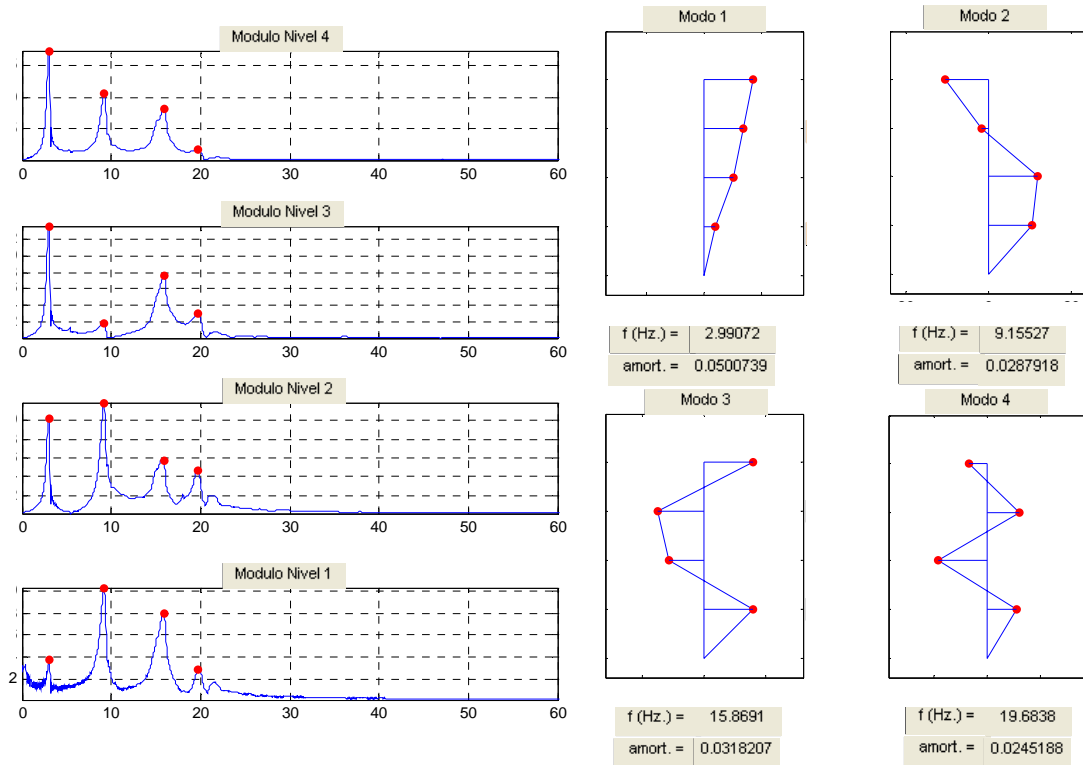 Modulo Nivel 4
0 10 20 30 40 50 60
Modulo Nivel 3
0 10 20 30 40 50 60
Modulo Nivel 2
0 10 20 30 40 50 60
Modulo Nivel 1
2
0 10 20 30 40 50 60
Modo 1
f (Hz.) = 2.99072
amort. = 0.0500739
Modo 2
f (Hz.) = 9.15527
amort. = 0.0287918
Modo 3
f (Hz.) = 15.8691
amort. = 0.0318207
Modo 4
f (Hz.) = 19.6838
amort. = 0.0245188